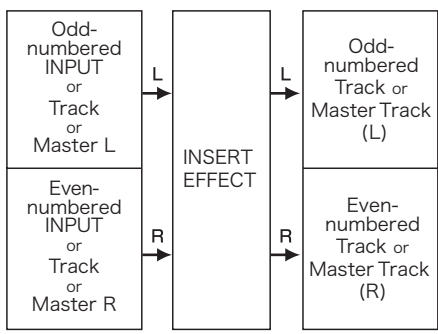 Odd-
numbered
INPUT
or
Track
or
Master L
Even-
numbered
INPUT
or
Track
or
Master R
L
R
INSERT
EFFECT
L
R
Odd-
numbered
Track or
Master Track
(L)
Even-
numbered
Track or
Master Track
(R)